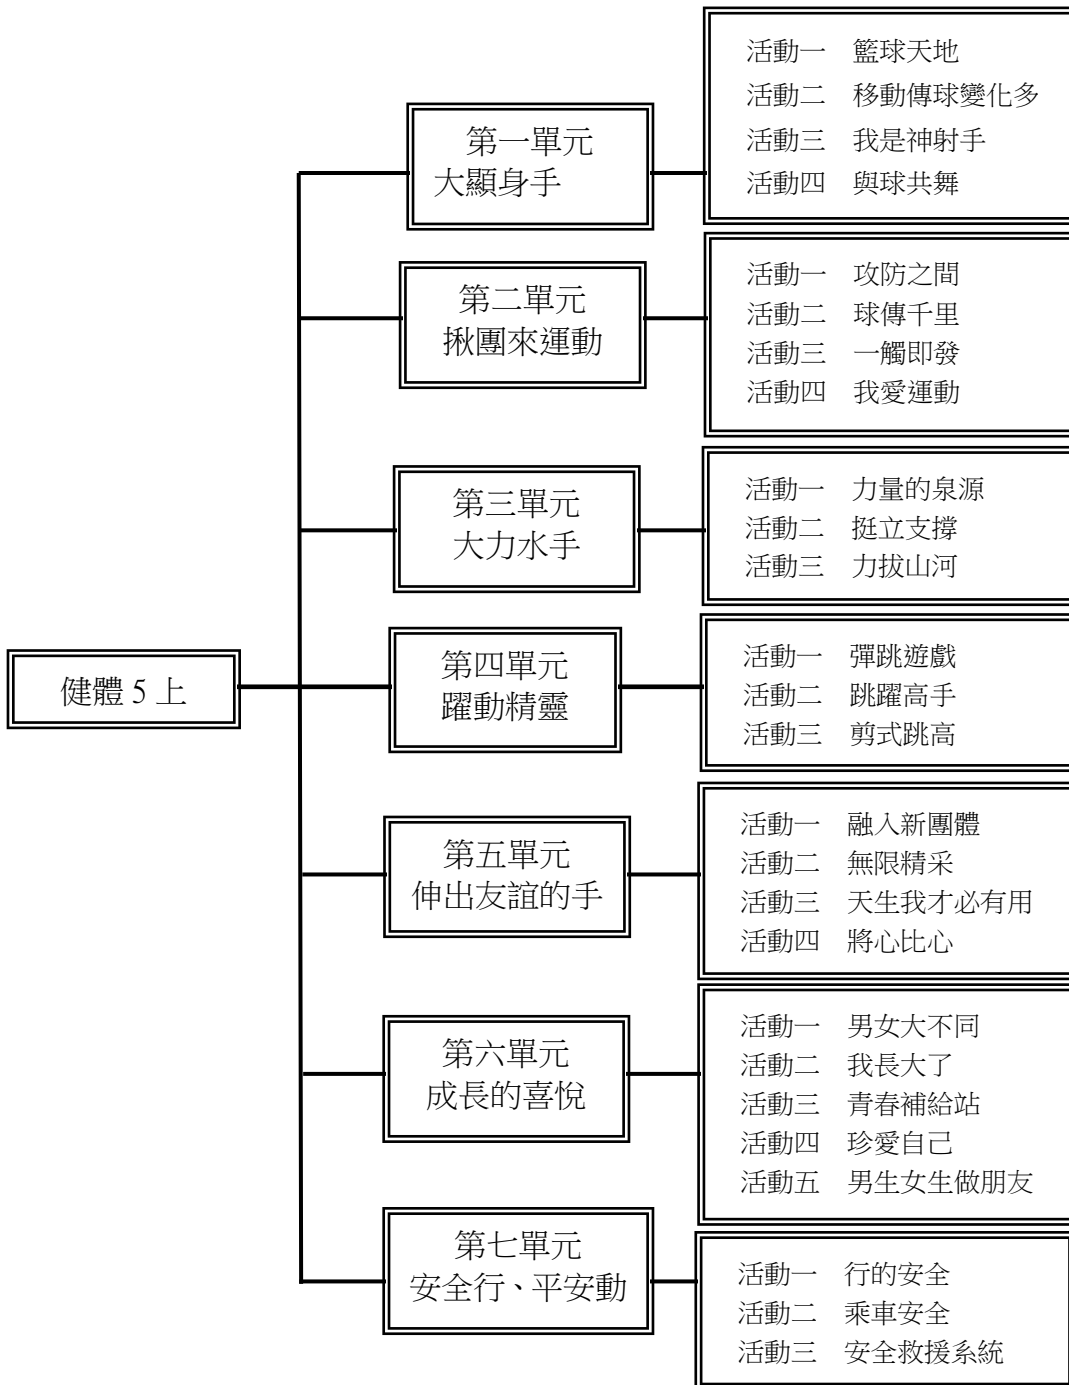 健體 5 上
第一單元
大顯身手
活動一　籃球天地
活動二　移動傳球變化多
活動三　我是神射手
活動四　與球共舞
第二單元
揪團來運動
活動一　攻防之間
活動二　球傳千里
活動三　一觸即發
活動四　我愛運動
第三單元
大力水手
活動一　力量的泉源
活動二　挺立支撐
活動三　力拔山河
第四單元
躍動精靈
活動一　彈跳遊戲
活動二　跳躍高手
活動三　剪式跳高
第五單元
伸出友誼的手
活動一　融入新團體
活動二　無限精采
活動三　天生我才必有用
活動四　將心比心
第六單元
成長的喜悅
活動一　男女大不同
活動二　我長大了
活動三　青春補給站
活動四　珍愛自己
活動五　男生女生做朋友
第七單元
安全行、平安動
活動一　行的安全
活動二　乘車安全
活動三　安全救援系統